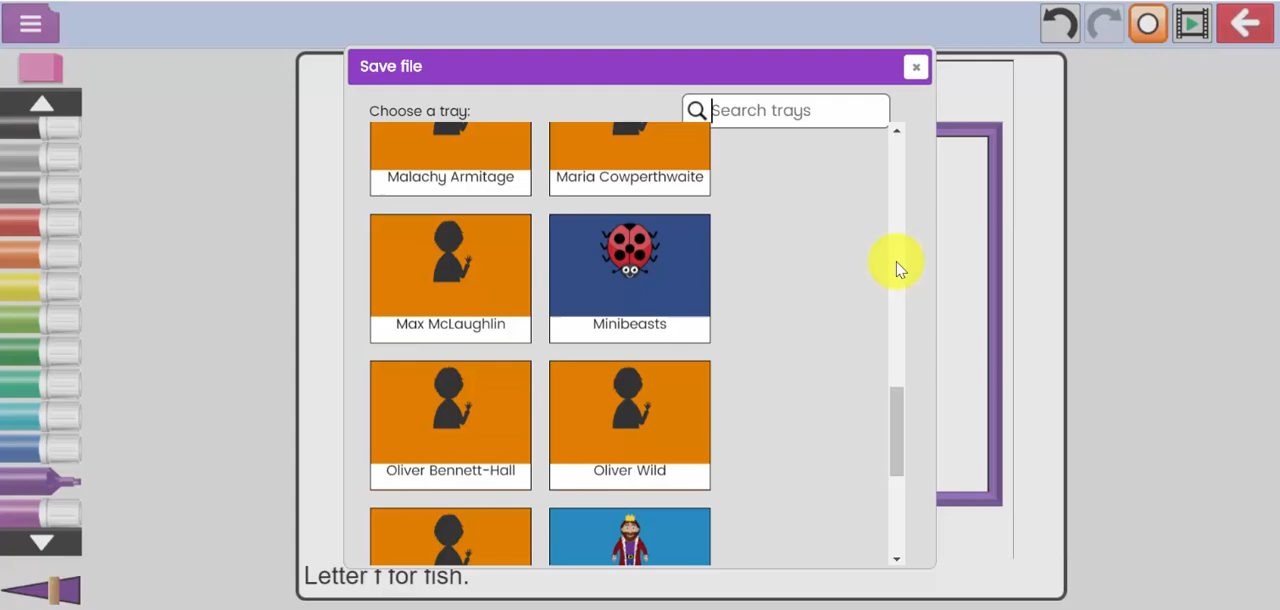 Save file
Choose a tray:
Search trays
Malachy Armitage
Maria Cowperthwaite
Max McLaughlin
Minibeasts
Oliver Bennett-Hall
Oliver Wild
Letter f for fish.